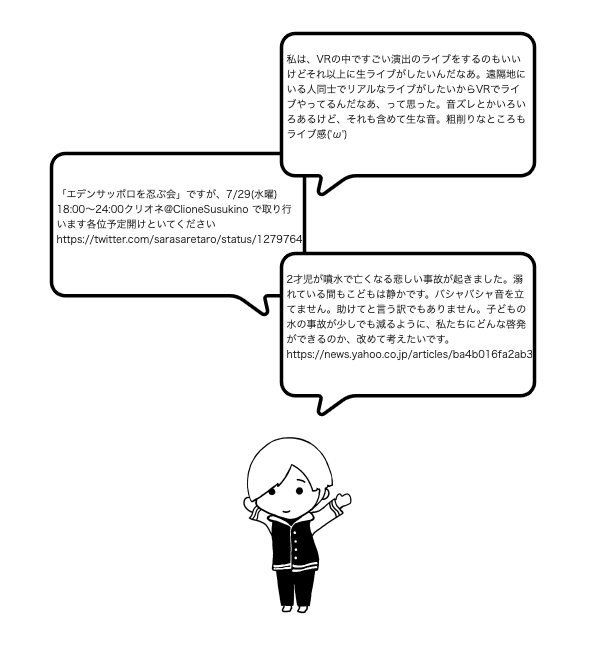 私は、VRの中ですごい演出のライブをするのもいい
けどそれ以上に生ライブがしたいんだなあ。遠隔地に
いる人同士でリアルなライブがしたいからVRでライ
ブやってるんだなあ、って思った。音ズレとかいろい
ろあるけど、それも含めて生な音。粗削りなところも
ライブ感('ω')
「エデンサッポロを忍ぶ会」ですが、7/29(水曜)
18:00〜24:00クリオネ@ClioneSusukino で取り行
います各位予定開けといてください
https://twitter.com/sarasaretaro/status/1279764
2才児が噴水で亡くなる悲しい事故が起きました。溺
れている間もこどもは静かです。バシャバシャ音を立
てません。助けてと言う訳でもありません。子どもの
水の事故が少しでも減るように、私たちにどんな啓発
ができるのか、改めて考えたいです。
https://news.yahoo.co.jp/articles/ba4b016fa2ab3